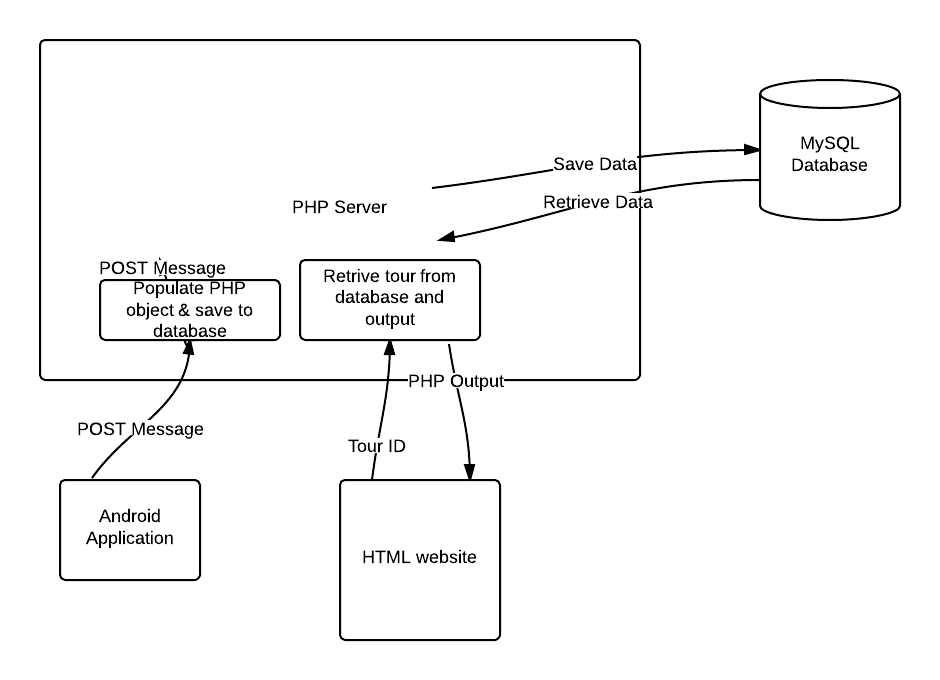 MySQL
Database
Save Data
Retrieve Data
PHP Server
POST Message
Populate PHP
object & save to
database
Retrive tour from
database and
output
PHP Output
POST Message
Tour ID
Android
Application
HTML website